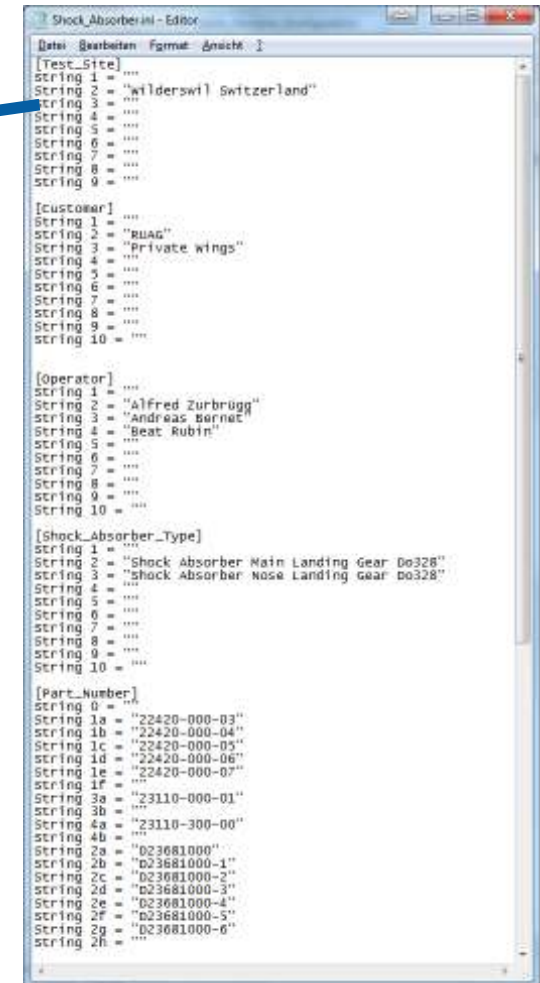 Shock_Absorber.ini - Editor
Datei Bearbeiten Format Ansicht ?
[Test_Site]
String 1 = ""
String 2 = "Wilderswil Switzerland"
String 3 = ""
String 4 = ""
String 5 = ""
String 6 = ""
String 7 = ""
String 8 = ""
String 9 = ""
[Customer]
String 1 = ""
String 2 = "RUAG"
String 3 = "Private Wings"
String 4 = ""
String 5 = ""
String 6 = ""
String 7 = ""
String 8 = ""
String 9 = ""
String 10 = ""
[Operator]
String 1 = ""
String 2 = "Alfred Zurbrügg"
String 3 = "Andreas Bernet"
String 4 = "Beat Rubin"
String 5 = ""
String 6 = ""
String 7 = ""
String 8 = ""
String 9 = ""
String 10 = ""
[Shock_Absorber_Type]
String 1 = ""
String 2 = "Shock Absorber Main Landing Gear Do328"
String 3 = "Shock Absorber Nose Landing Gear Do328"
String 4 = ""
String 5 = ""
String 6 = ""
String 7 = ""
String 8 = ""
String 9 = ""
String 10 = ""
[Part_Number]
String 0 = ""
String 1a = "22420-000-03"
String 1b = "22420-000-04"
String 1c = "22420-000-05"
String 1d = "22420-000-06"
String 1e = "22420-000-07"
String 1f = ""
String 3a = "23110-000-01"
String 3b = ""
String 4a = "23110-300-00"
String 4b = ""
String 2a = "D23681000"
String 2b = "D23681000-1"
String 2c = "D23681000-2"
String 2d = "D23681000-3"
String 2e = "D23681000-4"
String 2f = "D23681000-5"
String 2g = "D23681000-6"
String 2h = ""